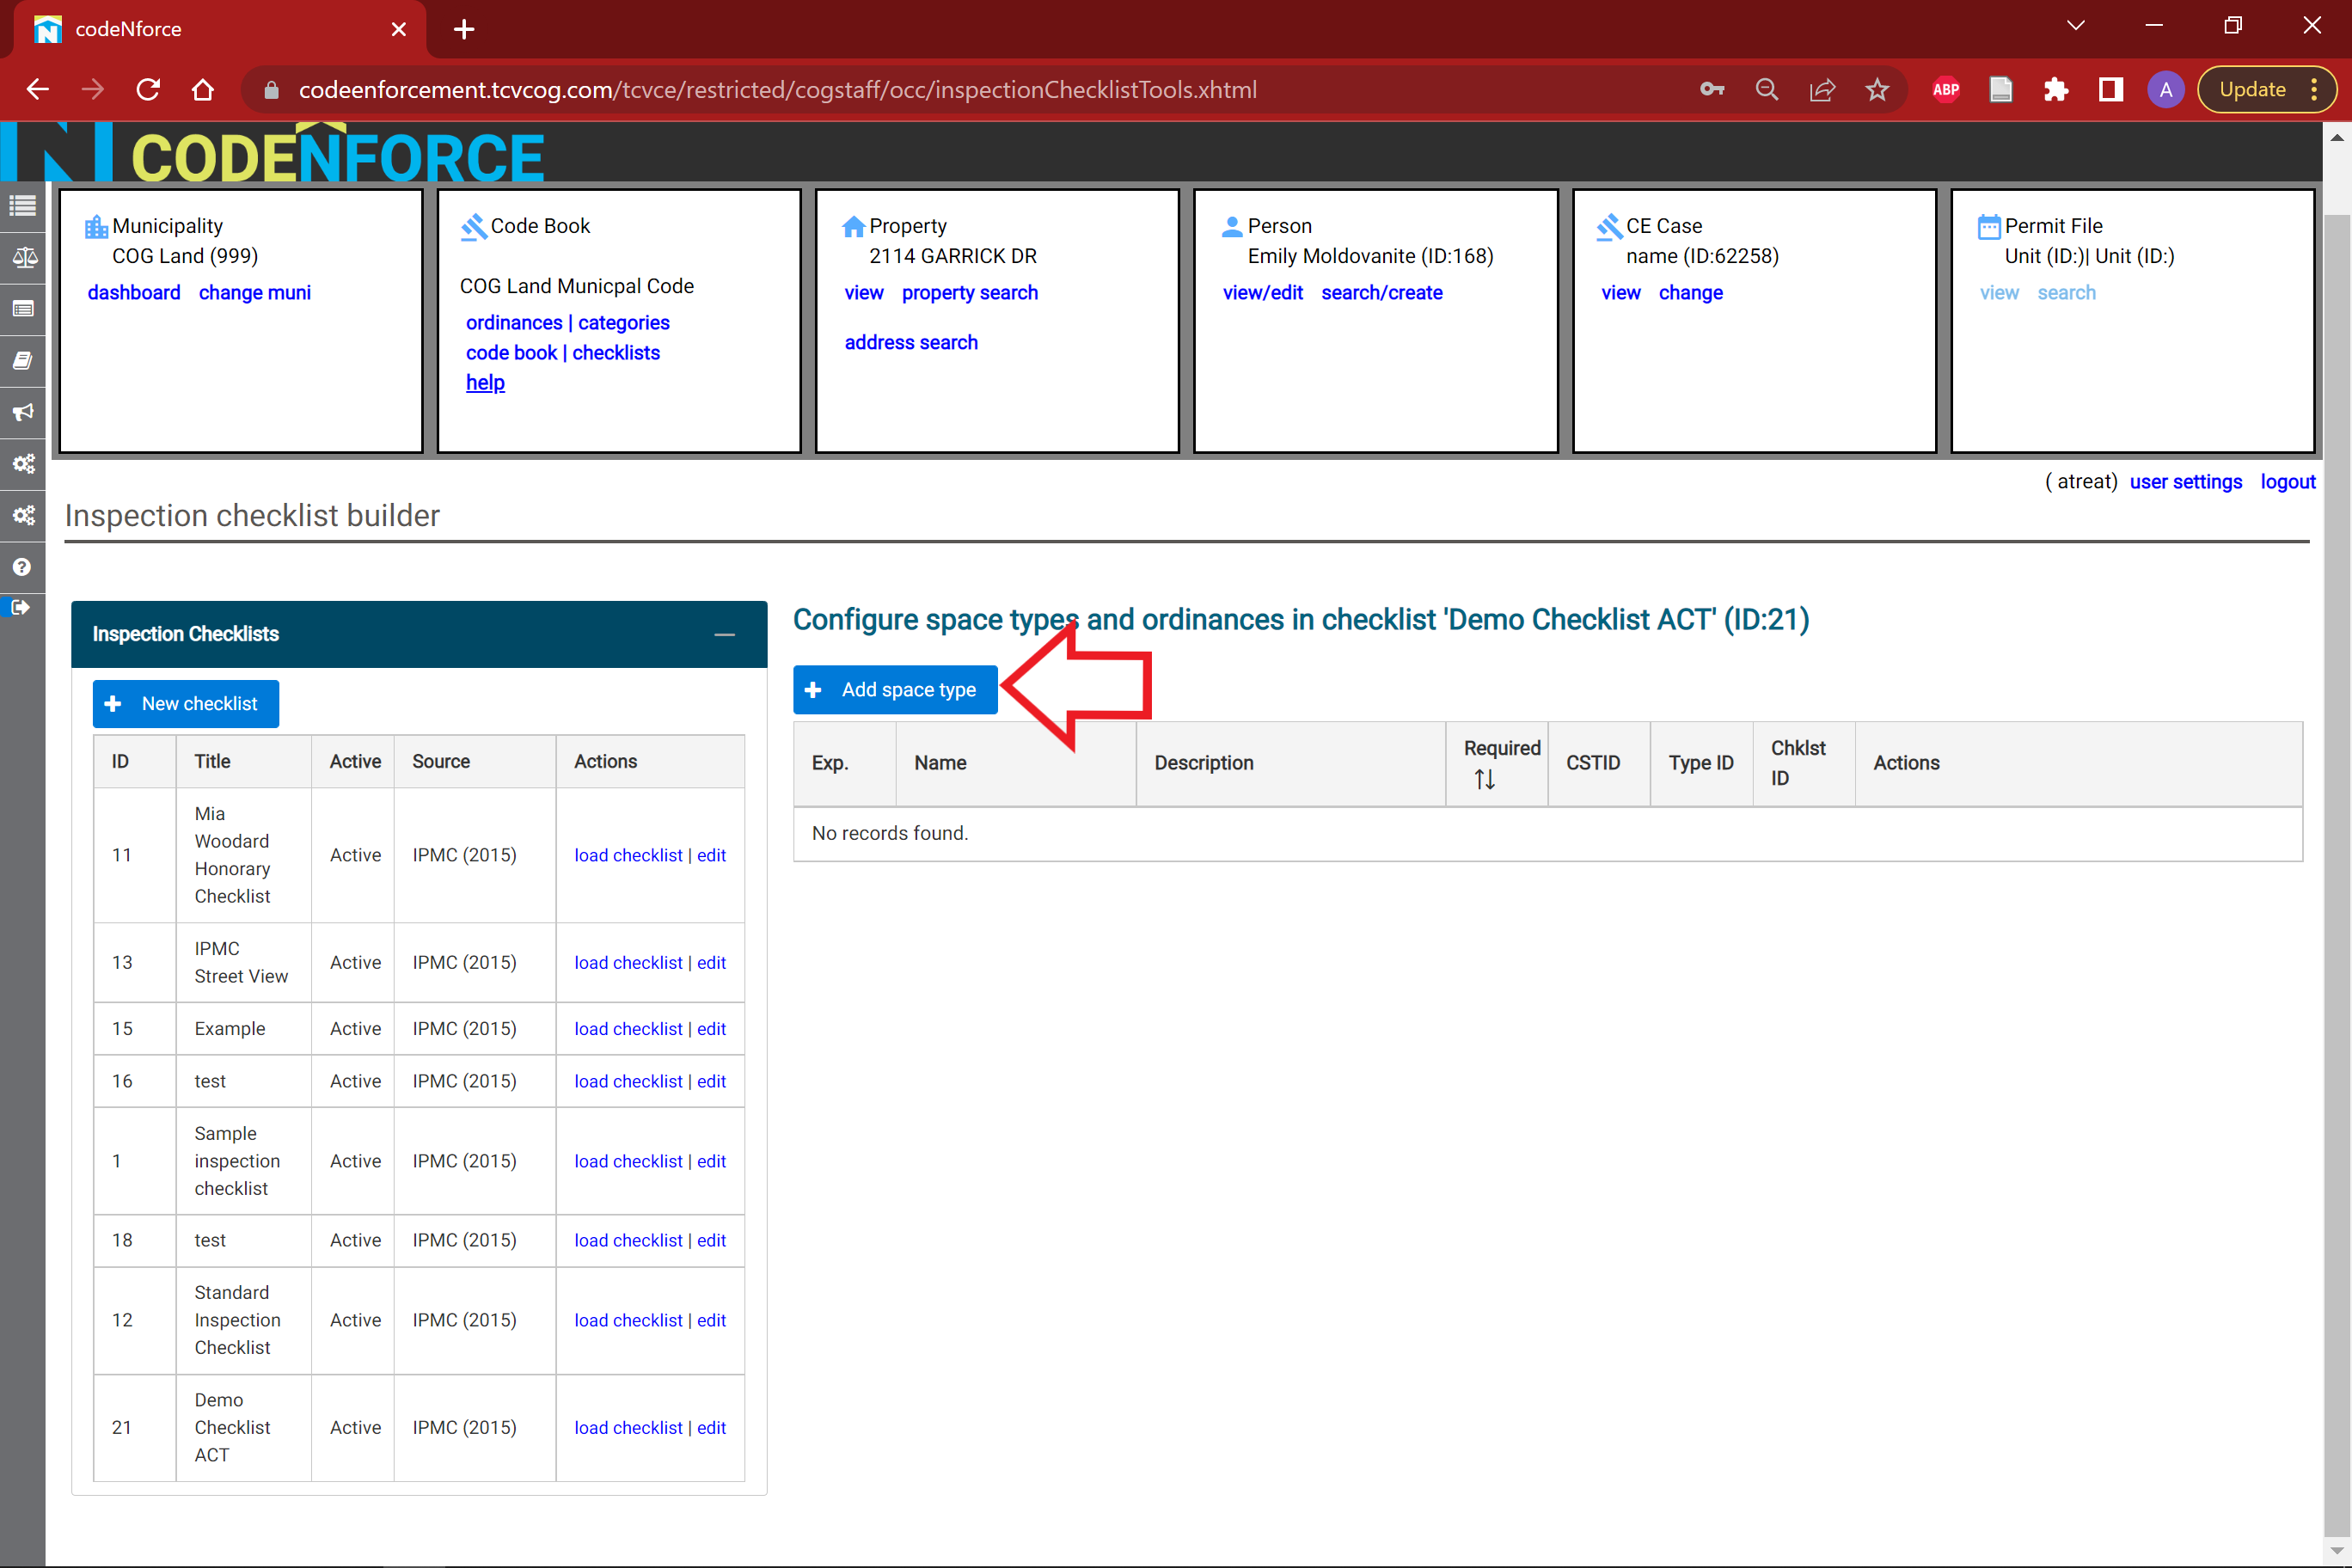 codeNforce
codeenforcement.tcvcog.com/tcvce/restricted/cogstaff/occ/inspectionChecklistTools.xhtml
ABP
A
Update
N CODENFORCE
Municipality
COG Land (999)
dashboard change muni
Code Book
COG Land Municpal Code
ordinances | categories
code book | checklists
help
Property
2114 GARRICK DR
view property search
address search
Person
Emily Moldovanite (ID:168)
view/edit search/create
CE Case
name (ID:62258)
view change
Permit File
Unit (ID:)| Unit (ID:)
view search
( atreat) user settings logout
Inspection checklist builder
Inspection Checklists
New checklist
ID Title Active Source Actions
11 Mia Woodard Honorary Checklist Active IPMC (2015) load checklist | edit
13 IPMC Street View Active IPMC (2015) load checklist | edit
15 Example Active IPMC (2015) load checklist | edit
16 test Active IPMC (2015) load checklist | edit
1 Sample inspection checklist Active IPMC (2015) load checklist | edit
18 test Active IPMC (2015) load checklist | edit
12 Standard Inspection Checklist Active IPMC (2015) load checklist | edit
21 Demo Checklist ACT Active IPMC (2015) load checklist | edit
Configure space types and ordinances in checklist 'Demo Checklist ACT' (ID:21)
Add space type
Exp. Name Description Required CSTID Type ID Chklst ID Actions
No records found.